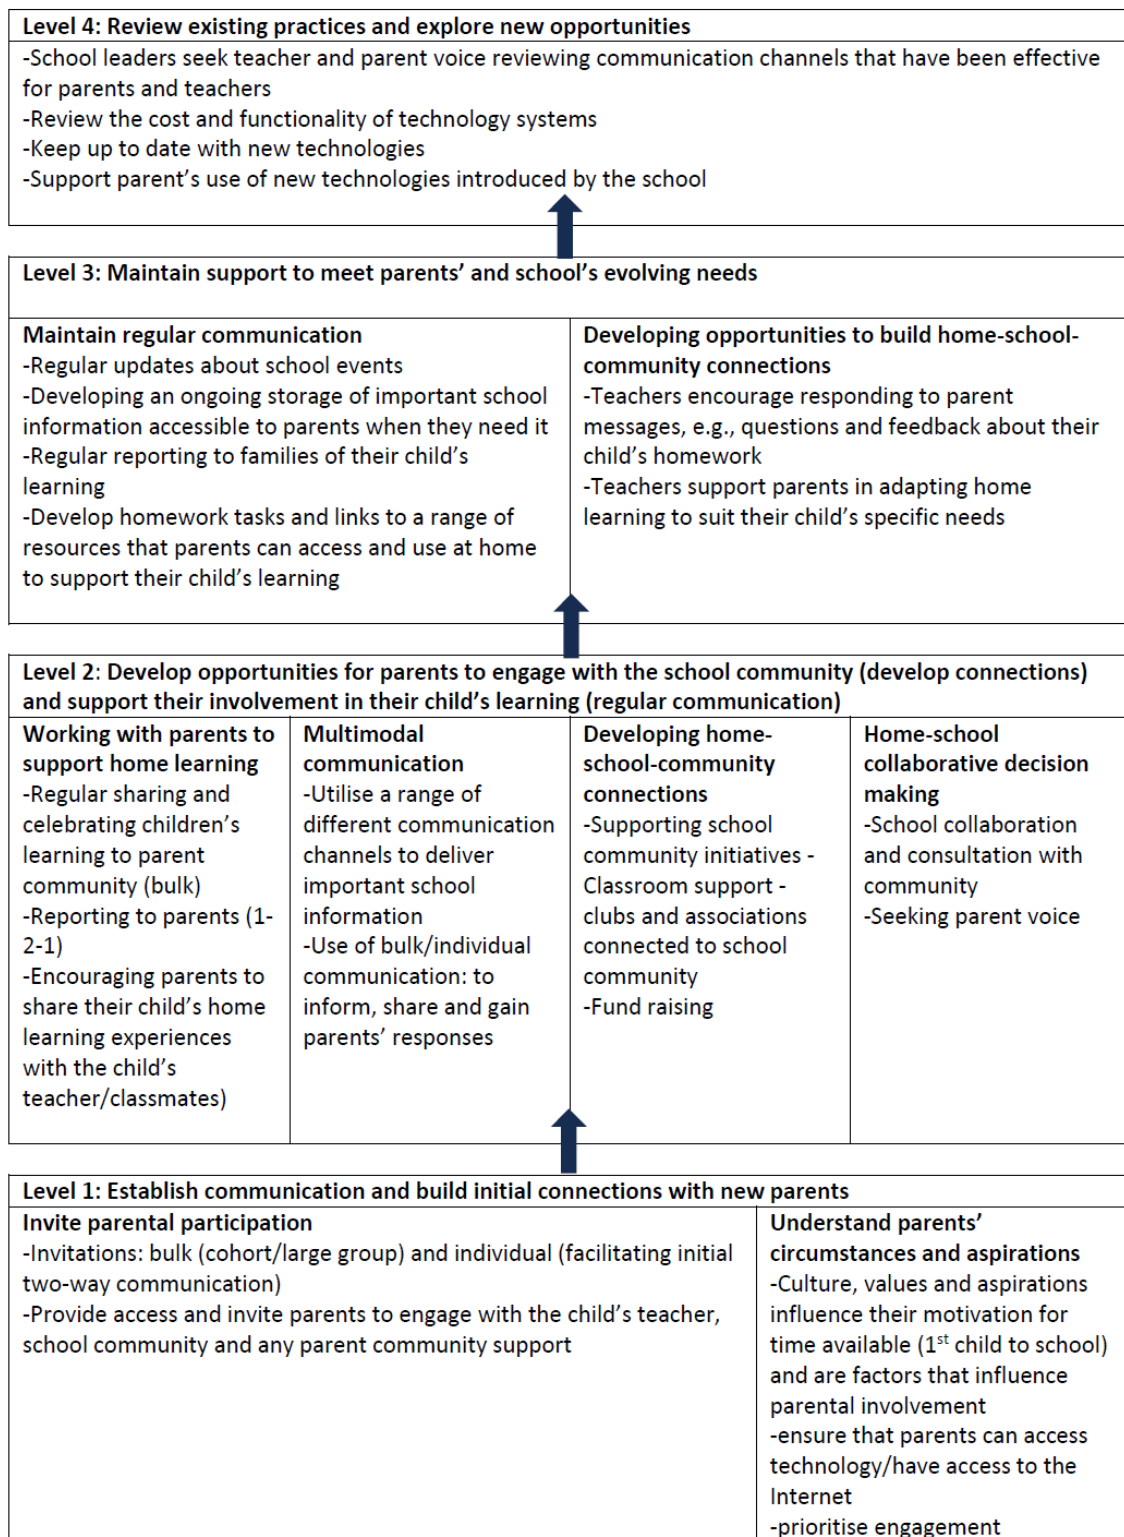 Level 4: Review existing practices and explore new opportunities
-School leaders seek teacher and parent voice reviewing communication channels that have been effective
for parents and teachers
-Review the cost and functionality of technology systems
-Keep up to date with new technologies
-Support parent’s use of new technologies introduced by the school
Level 3: Maintain support to meet parents’ and school’s evolving needs
Maintain regular communication
-Regular updates about school events
-Developing an ongoing storage of important school
information accessible to parents when they need it
-Regular reporting to families of their child’s
learning
-Develop homework tasks and links to a range of
resources that parents can access and use at home
to support their child’s learning
Developing opportunities to build home-school-
community connections
-Teachers encourage responding to parent
messages, e.g., questions and feedback about their
child’s homework
-Teachers support parents in adapting home
learning to suit their child’s specific needs
Level 2: Develop opportunities for parents to engage with the school community (develop connections)
and support their involvement in their child’s learning (regular communication)
Working with parents to
support home learning
-Regular sharing and
celebrating children’s
learning to parent
community (bulk)
-Reporting to parents (1-
2-1)
-Encouraging parents to
share their child’s home
learning experiences
with the child’s
teacher/classmates)
Multimodal
communication
-Utilise a range of
different communication
channels to deliver
important school
information
-Use of bulk/individual
communication: to
inform, share and gain
parents’ responses
Developing home-
school-community
connections
-Supporting school
community initiatives -
Classroom support -
clubs and associations
connected to school
community
-Fund raising
Home-school
collaborative decision
making
-School collaboration
and consultation with
community
-Seeking parent voice
Level 1: Establish communication and build initial connections with new parents
Invite parental participation
-Invitations: bulk (cohort/large group) and individual (facilitating initial
two-way communication)
-Provide access and invite parents to engage with the child’s teacher,
school community and any parent community support
Understand parents’
circumstances and aspirations
-Culture, values and aspirations
influence their motivation for
time available (1st child to school)
and are factors that influence
parental involvement
-ensure that parents can access
technology/have access to the
Internet
-prioritise engagement